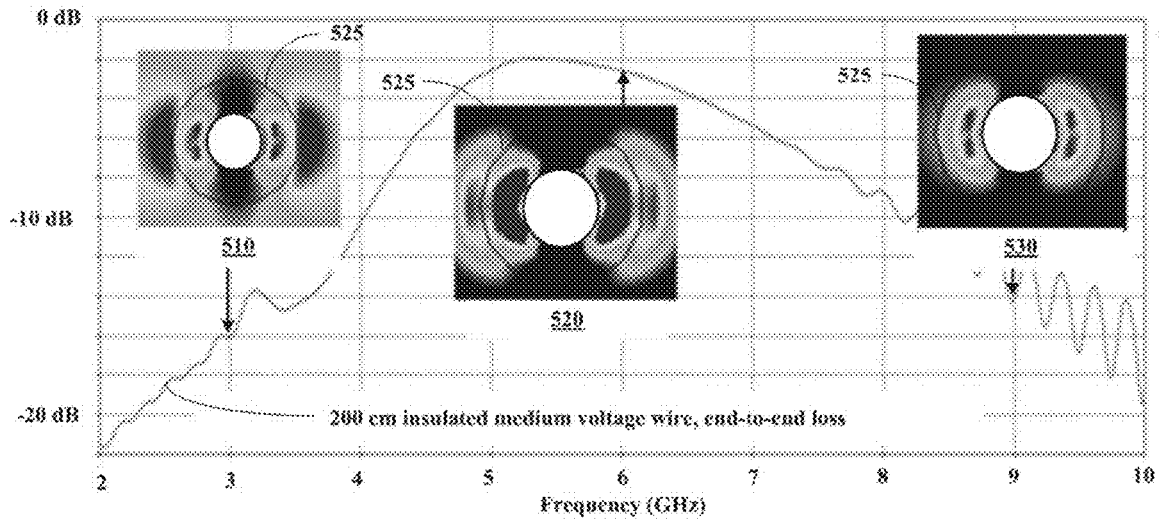 0 dB
525
525
525
-10 dB
510
530
520
-20 dB
200 cm insulated medium voltage wire, end-to-end loss
2 3 4 5 6 7 8 9 10
Frequency (GHz)